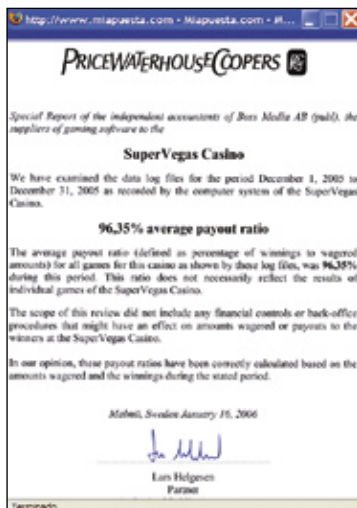 http://www.miapuesta.com - Miapuesta.com - M...
PRICEWATERHOUSECOOPERS
Special Report of the independent accountants of Boss Media AB (publ), the
suppliers of gaming software to the
SuperVegas Casino
We have examined the data log files for the period December 1, 2005 to
December 31, 2005 as recorded by the computer system of the SuperVegas
Casino.
96,35% average payout ratio
The average payout ratio (defined as percentage of winnings to wagered
amounts) for all games for this casino as shown by these log files, was 96,35%
during this period. This ratio does not necessarily reflect the results of
individual games of the SuperVegas Casino.
The scope of this review did not include any financial controls or back-office
procedures that might have an effect on amounts wagered or payouts to the
winners at the SuperVegas Casino.
In our opinion, these payout ratios have been correctly calculated based on the
amounts wagered and the winnings during the stated period.
Malmö, Sweden January 16, 2006
Lars Helgesen
Partner
Terminado